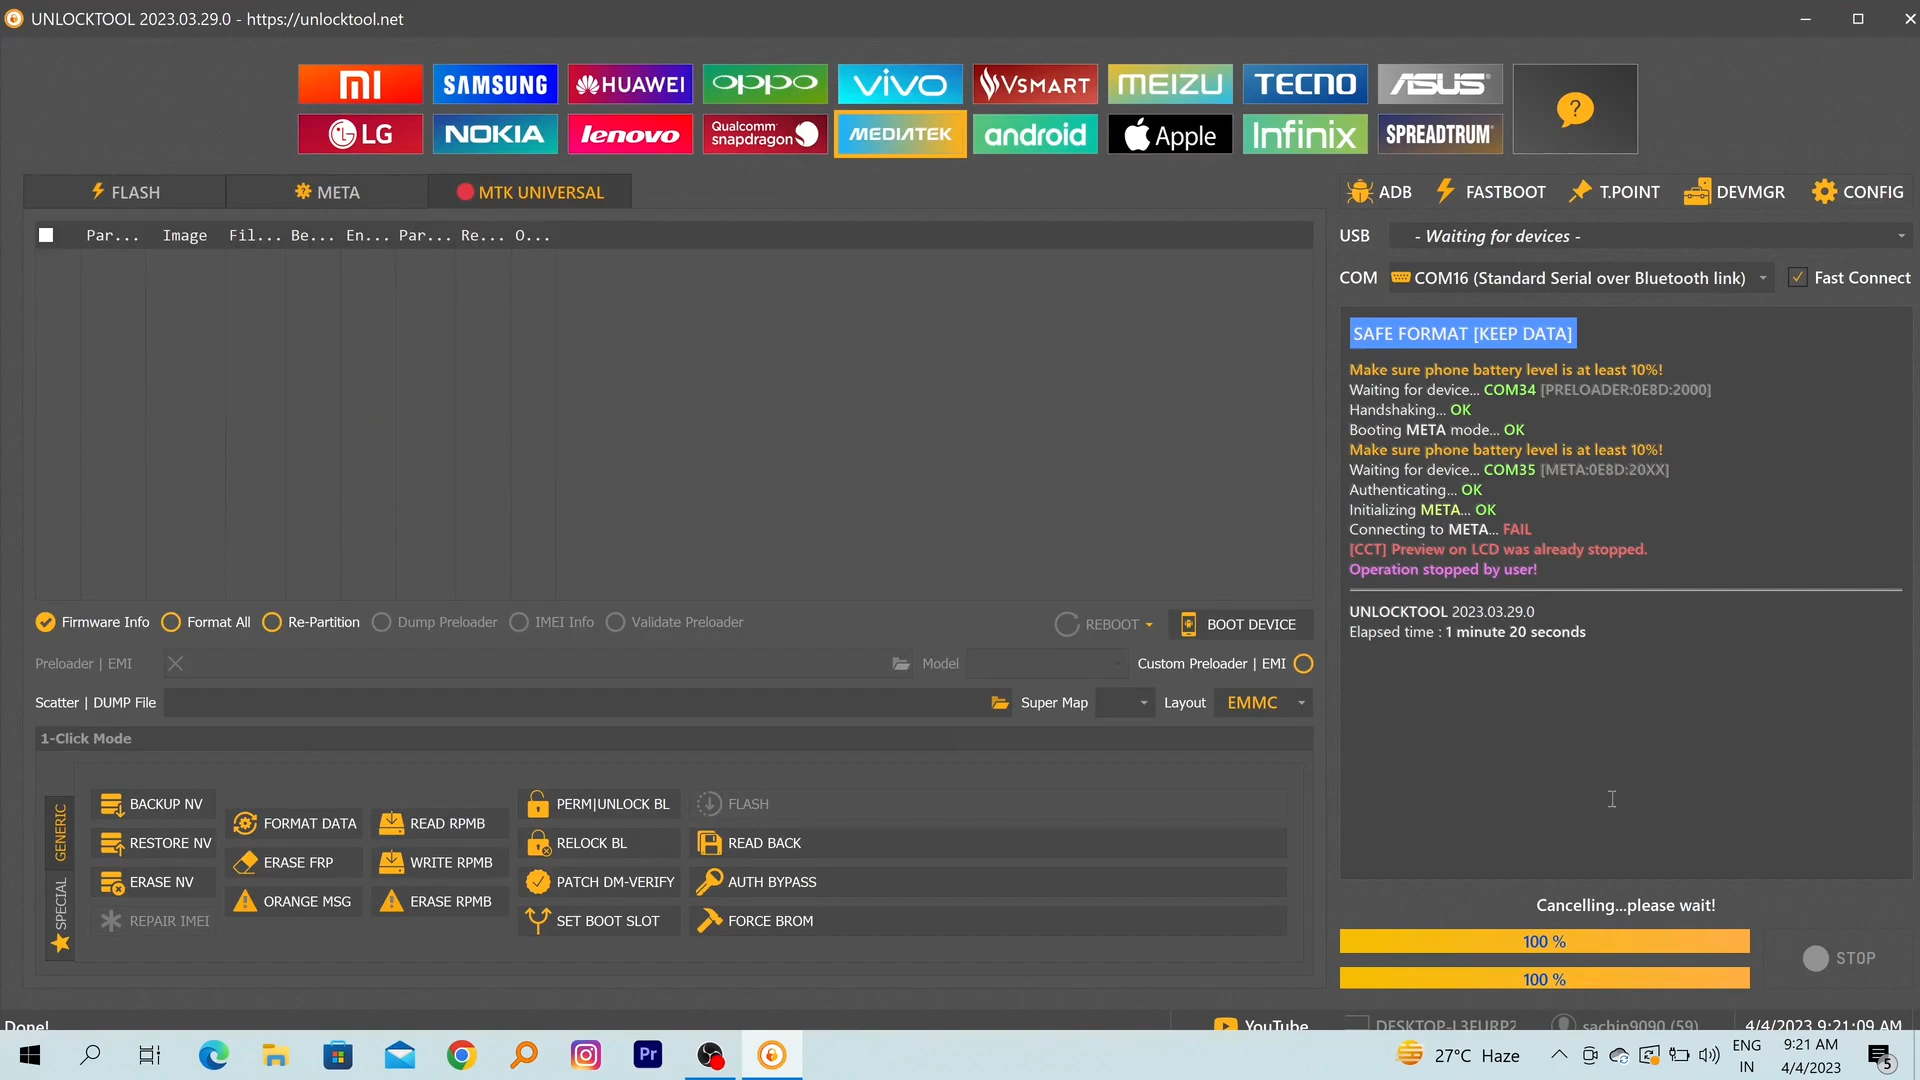 UNLOCKTOOL 2023.03.29.0 - https://unlocktool.net
MI SAMSUNG HUAWEI oppo vivo VSMART MEIZU TECNO ASUS ?
LG NOKIA lenovo Qualcomm snapdragon MEDIATEK android Apple Infinix SPREADTRUM
FLASH META MTK UNIVERSAL
ADB FASTBOOT T.POINT DEVMGR CONFIG
Par... Image Fil... Be... En... Par... Re... O...
USB - Waiting for devices -
COM COM16 (Standard Serial over Bluetooth link) Fast Connect
SAFE FORMAT [KEEP DATA]
Make sure phone battery level is at least 10%!
Waiting for device... COM34 [PRELOADER:0E8D:2000]
Handshaking... OK
Booting META mode... OK
Make sure phone battery level is at least 10%!
Waiting for device... COM35 [META:0E8D:20XX]
Authenticating... OK
Initializing META... OK
Connecting to META... FAIL
[CCT] Preview on LCD was already stopped.
Operation stopped by user!
UNLOCKTOOL 2023.03.29.0
Elapsed time : 1 minute 20 seconds
Firmware Info Format All Re-Partition Dump Preloader IMEI Info Validate Preloader REBOOT BOOT DEVICE
Preloader | EMI Model Custom Preloader | EMI
Scatter | DUMP File Super Map Layout EMMC
1-Click Mode
GENERIC
SPECIAL
BACKUP NV
RESTORE NV
ERASE NV
REPAIR IMEI
FORMAT DATA
ERASE FRP
ORANGE MSG
READ RPMB
WRITE RPMB
ERASE RPMB
PERM|UNLOCK BL
RELOCK BL
PATCH DM-VERIFY
SET BOOT SLOT
FLASH
READ BACK
AUTH BYPASS
FORCE BROM
Cancelling...please wait!
100 %
100 %
STOP
Done!
YouTube DESKTOP-L3FURP2 sachin9090 (59) 4/4/2023 9:21:09 AM
Pr
27°C Haze
ENG
IN
9:21 AM
4/4/2023
5